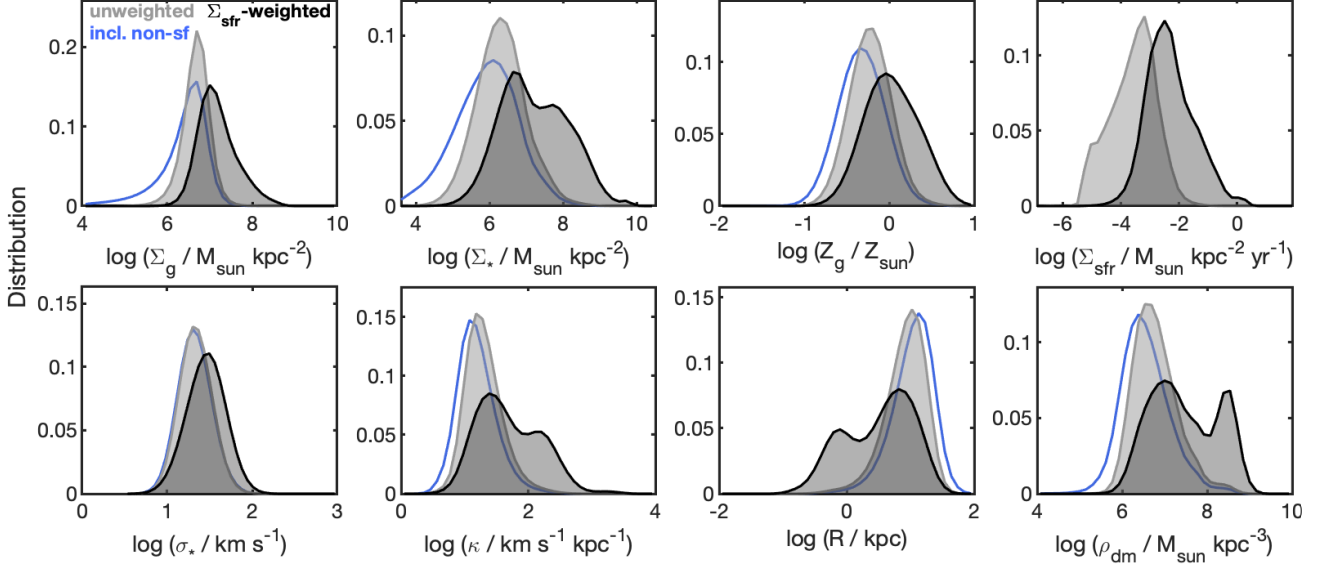 unweighted Σsfr-weighted
incl. non-sf
0.2
0.1
0
4 6 8 10
log (Σg / Msun kpc-2)
0.1
0.05
0
4 6 8 10
log (Σ⋆ / Msun kpc-2)
0.1
0.05
0
-2 -1 0 1
log (Zg / Zsun)
0.1
0.05
0
-6 -4 -2 0
log (Σsfr / Msun kpc-2 yr-1)
Distribution
0.15
0.1
0.05
0
0 1 2 3
log (σ⋆ / km s-1)
0.15
0.1
0.05
0
0 2 4
log (κ / km s-1 kpc-1)
0.15
0.1
0.05
0
-2 0 2
log (R / kpc)
0.1
0.05
0
4 6 8 10
log (ρdm / Msun kpc-3)